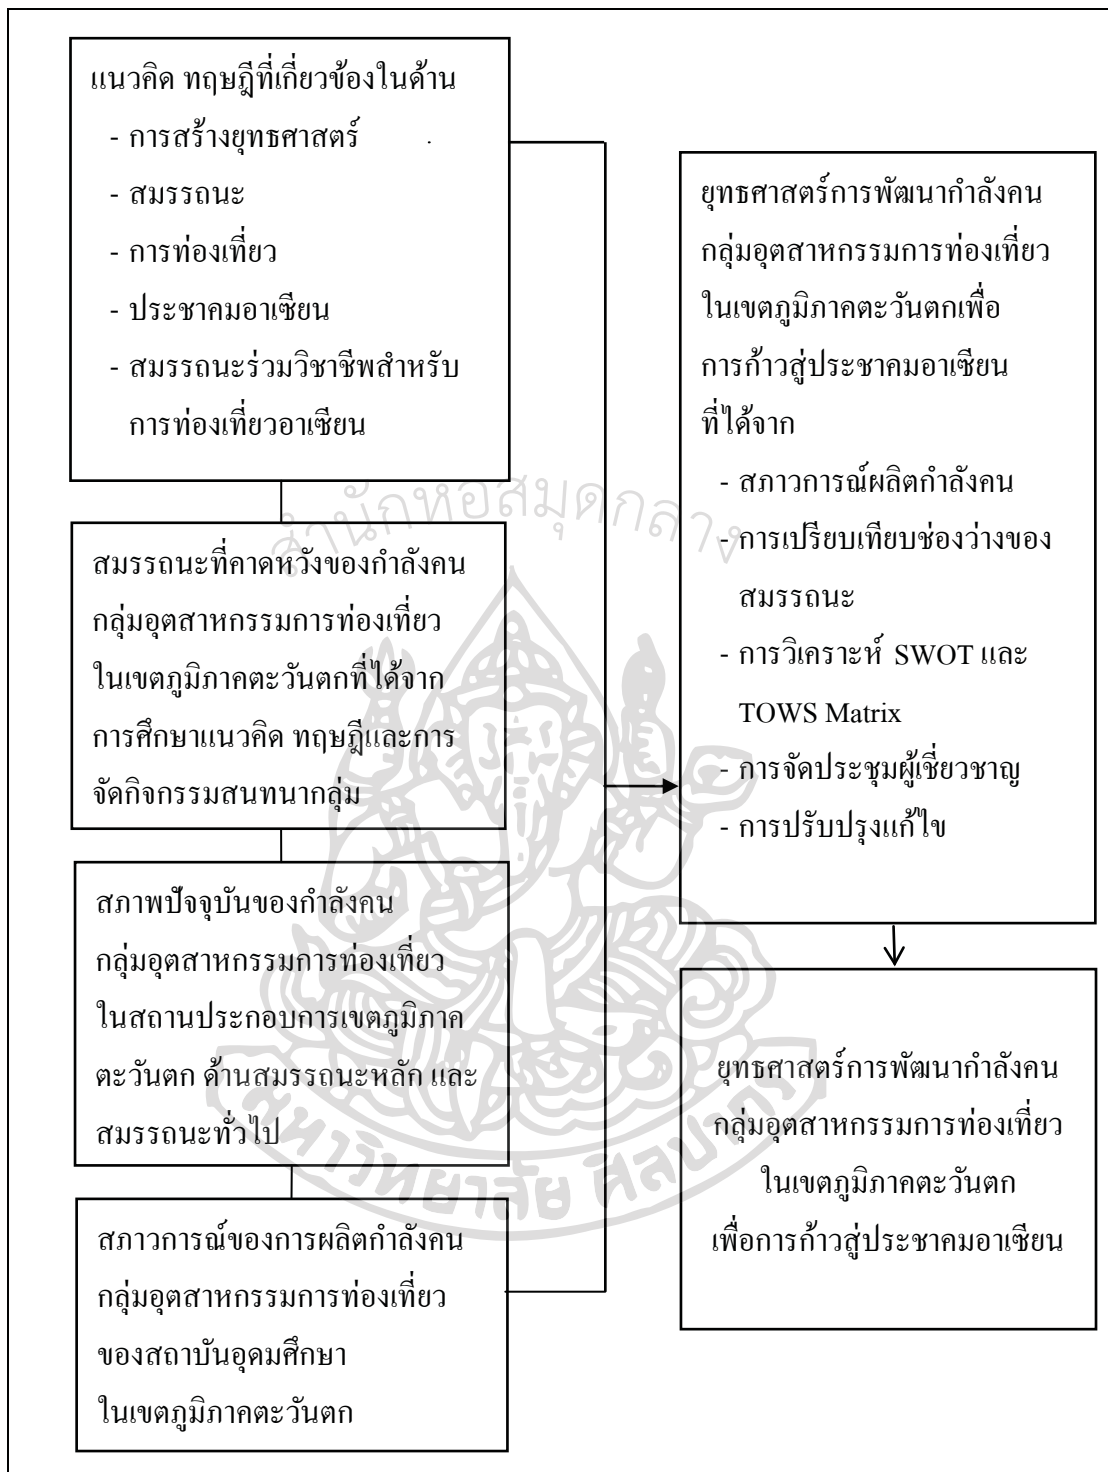 แนวคิด ทฤษฎีที่เกี่ยวข้องในด้าน
- การสร้างยุทธศาสตร์
- สมรรถนะ
- การท่องเที่ยว
- ประชาคมอาเซียน
- สมรรถนะร่วมวิชาชีพสำหรับ
การท่องเที่ยวอาเซียน
สมรรถนะที่คาดหวังของกำลังคน
กลุ่มอุตสาหกรรมการท่องเที่ยว
ในเขตภูมิภาคตะวันตกที่ได้จาก
การศึกษาแนวคิด ทฤษฎีและการ
จัดกิจกรรมสนทนากลุ่ม
สภาพปัจจุบันของกำลังคน
กลุ่มอุตสาหกรรมการท่องเที่ยว
ในสถานประกอบการเขตภูมิภาค
ตะวันตก ด้านสมรรถนะหลัก และ
สมรรถนะทั่วไป
สภาวการณ์ของการผลิตกำลังคน
กลุ่มอุตสาหกรรมการท่องเที่ยว
ของสถาบันอุดมศึกษา
ในเขตภูมิภาคตะวันตก
ยุทธศาสตร์การพัฒนากำลังคน
กลุ่มอุตสาหกรรมการท่องเที่ยว
ในเขตภูมิภาคตะวันตกเพื่อ
การก้าวสู่ประชาคมอาเซียน
ที่ได้จาก
- สภาวการณ์ผลิตกำลังคน
- การเปรียบเทียบช่องว่างของ
สมรรถนะ
- การวิเคราะห์ SWOT และ
TOWS Matrix
- การจัดประชุมผู้เชี่ยวชาญ
- การปรับปรุงแก้ไข
ยุทธศาสตร์การพัฒนากำลังคน
กลุ่มอุตสาหกรรมการท่องเที่ยว
ในเขตภูมิภาคตะวันตก
เพื่อการก้าวสู่ประชาคมอาเซียน
สำนักหอสมุดกลาง
มหาวิทยาลัย ศิลปากร